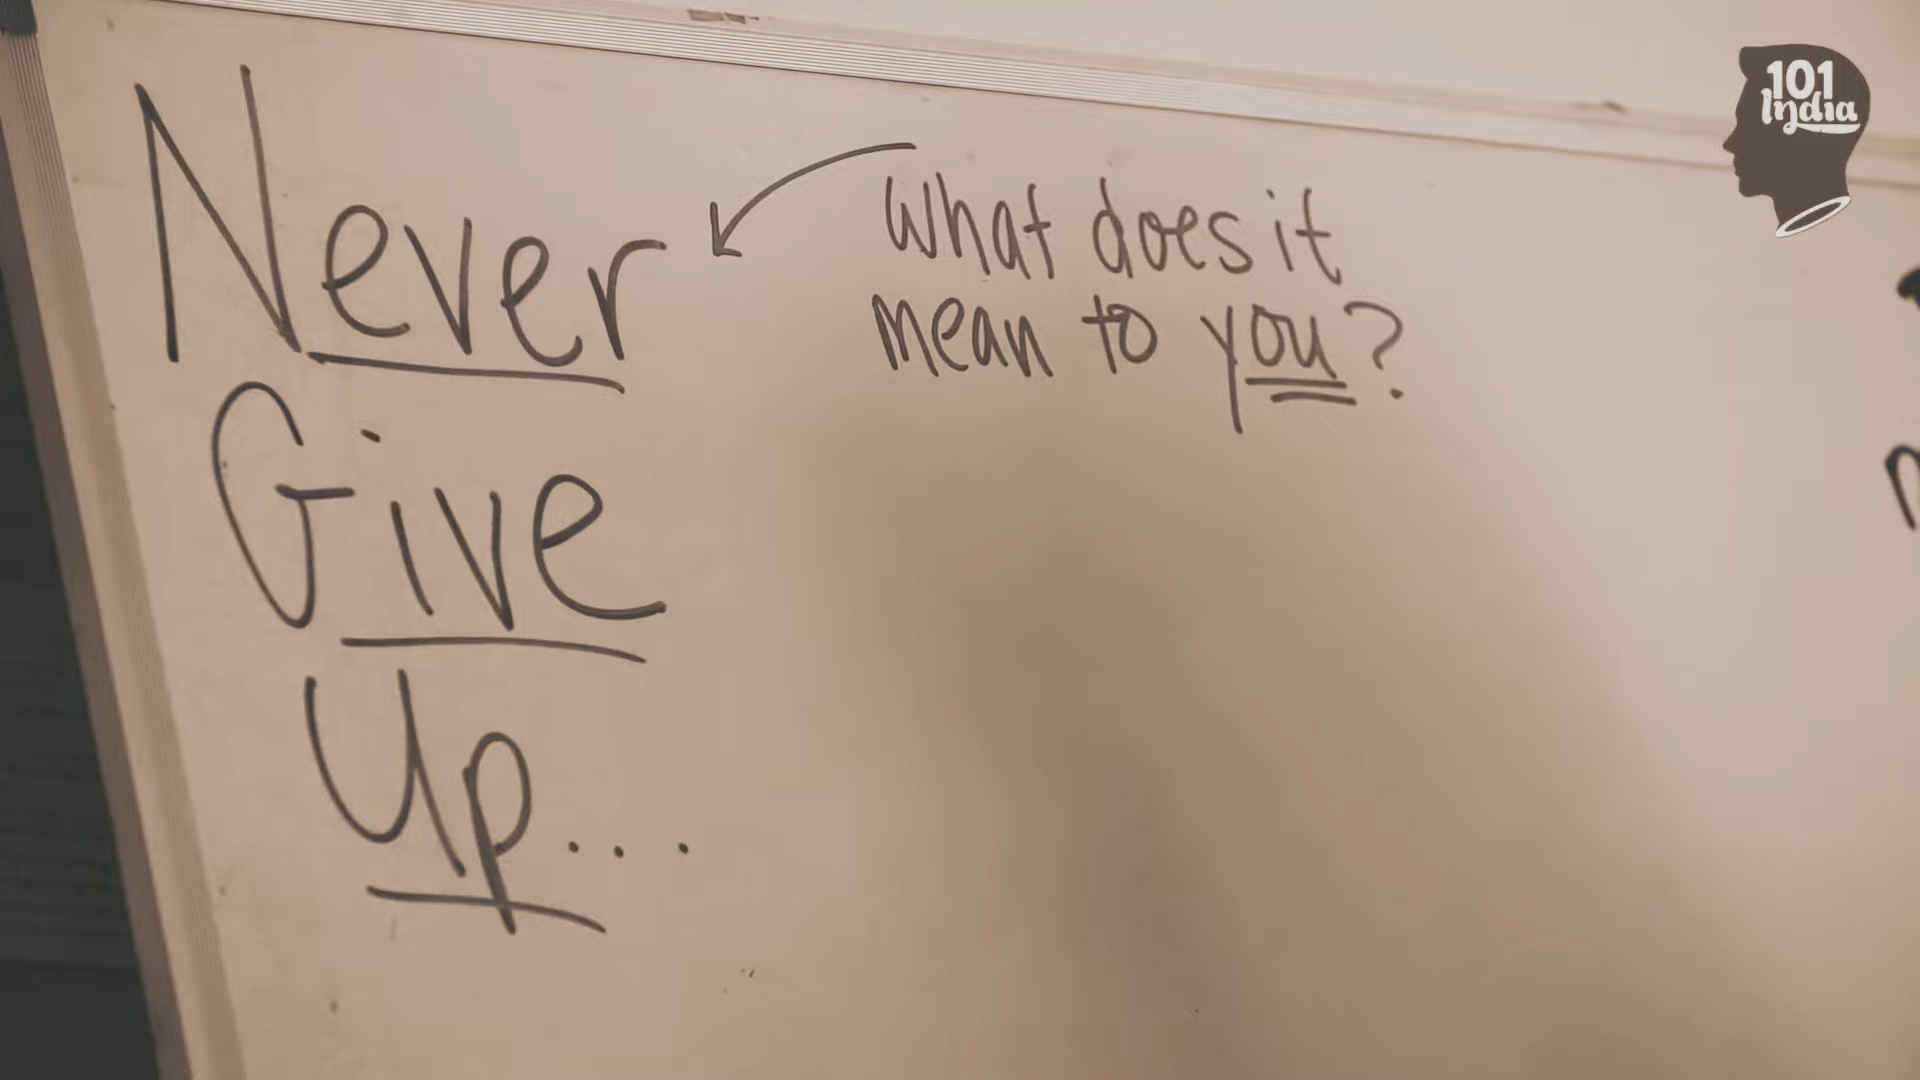 Never
Give
Up...
What does it
mean to you?
101
India